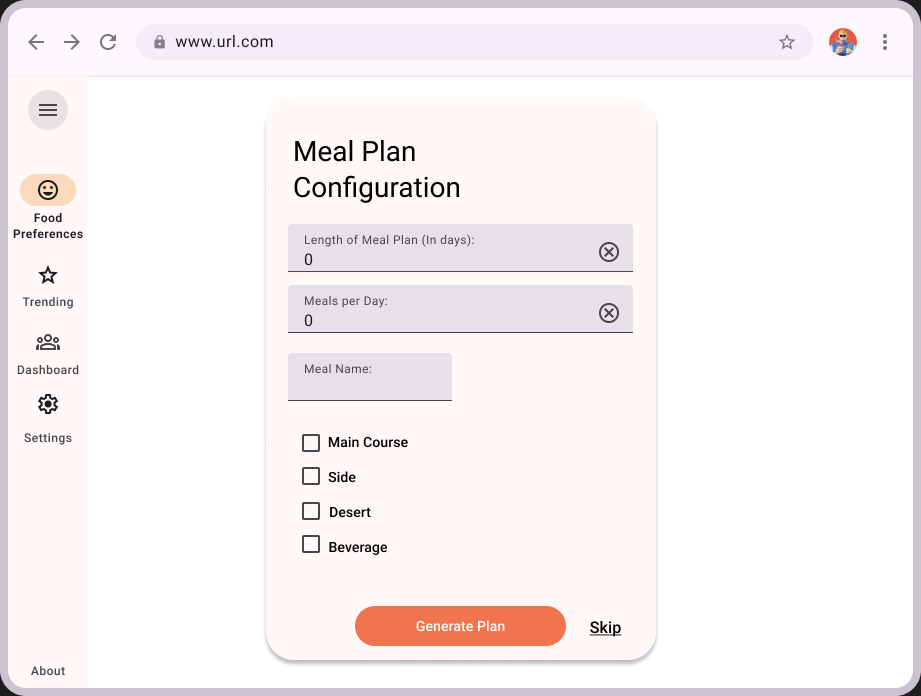 www.url.com
Food
Preferences
Trending
Dashboard
Settings
About
Meal Plan
Configuration
Length of Meal Plan (In days):
0
Meals per Day:
0
Meal Name:
Main Course
Side
Desert
Beverage
Generate Plan
Skip